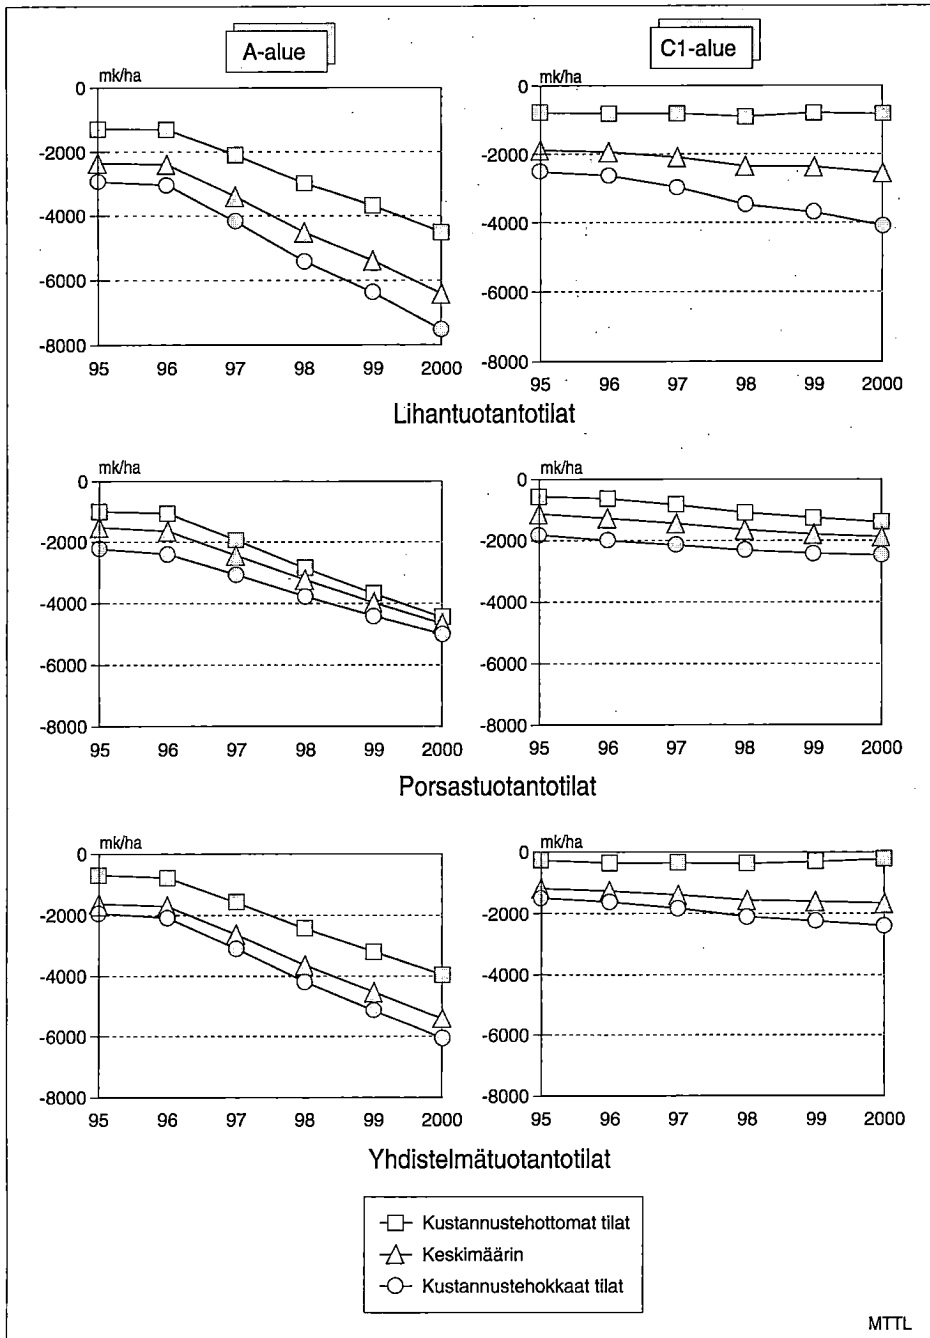 A-alue
C1-alue
mk/ha
mk/ha
0
-2000
-4000
-6000
-8000
95 96 97 98 99 2000
0
-2000
-4000
-6000
-8000
95 96 97 98 99 2000
Lihantuotantotilat
mk/ha
mk/ha
0
-2000
-4000
-6000
-8000
95 96 97 98 99 2000
0
-2000
-4000
-6000
-8000
95 96 97 98 99 2000
Porsastuotantotilat
mk/ha
mk/ha
0
-2000
-4000
-6000
-8000
95 96 97 98 99 2000
0
-2000
-4000
-6000
-8000
95 96 97 98 99 2000
Yhdistelmätuotantotilat
Kustannustehottomat tilat
Keskimäärin
Kustannustehokkaat tilat
MTTL